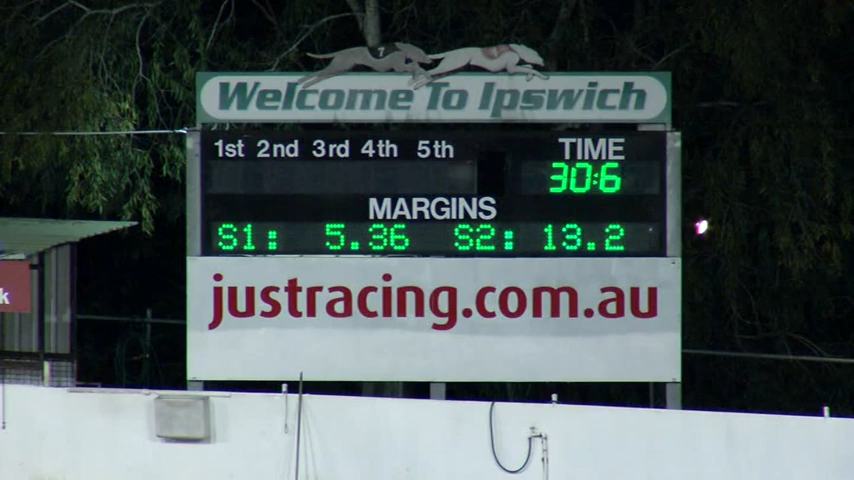 7
Welcome To Ipswich
1st 2nd 3rd 4th 5th TIME
30:6
MARGINS
S1: 5.36 S2: 13.2
justracing.com.au
k